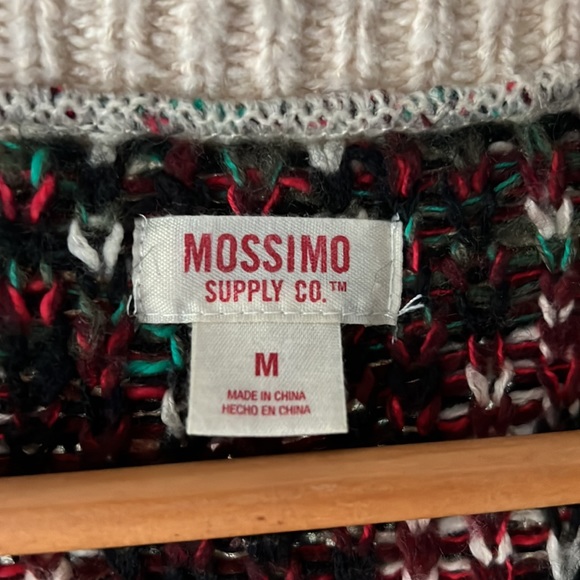 MOSSIMO
SUPPLY CO.™
M
MADE IN CHINA
HECHO EN CHINA